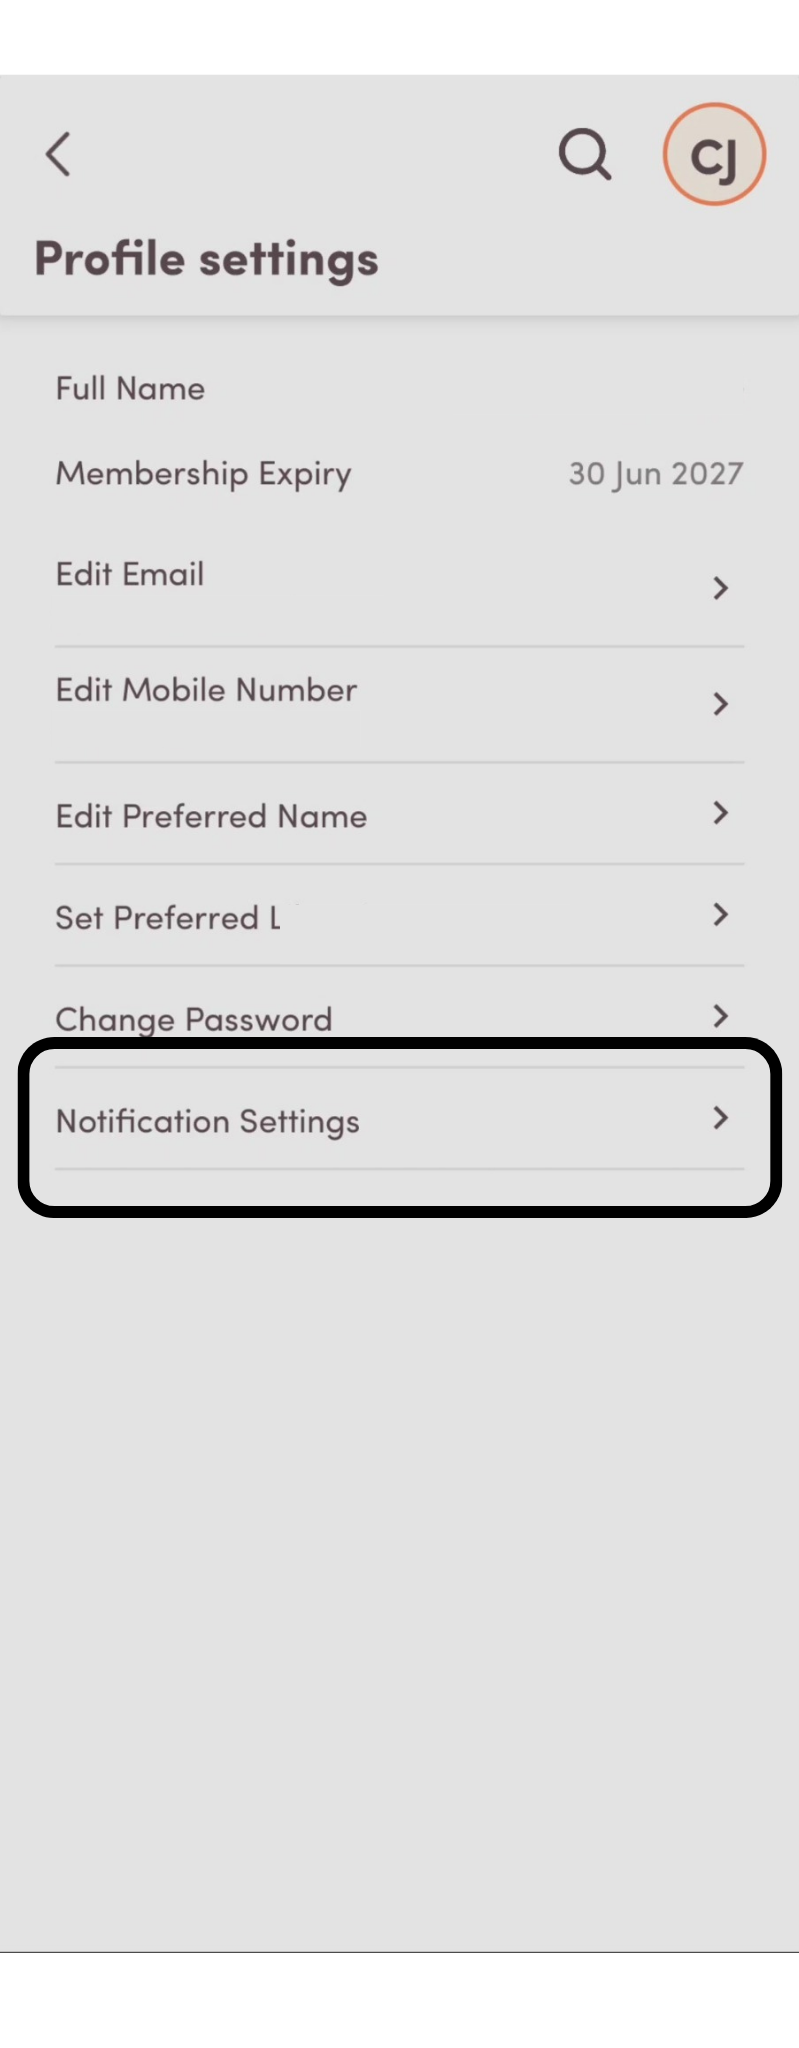 CJ
Profile settings
Full Name
Membership Expiry 30 Jun 2027
Edit Email
Edit Mobile Number
Edit Preferred Name
Set Preferred L
Change Password
Notification Settings